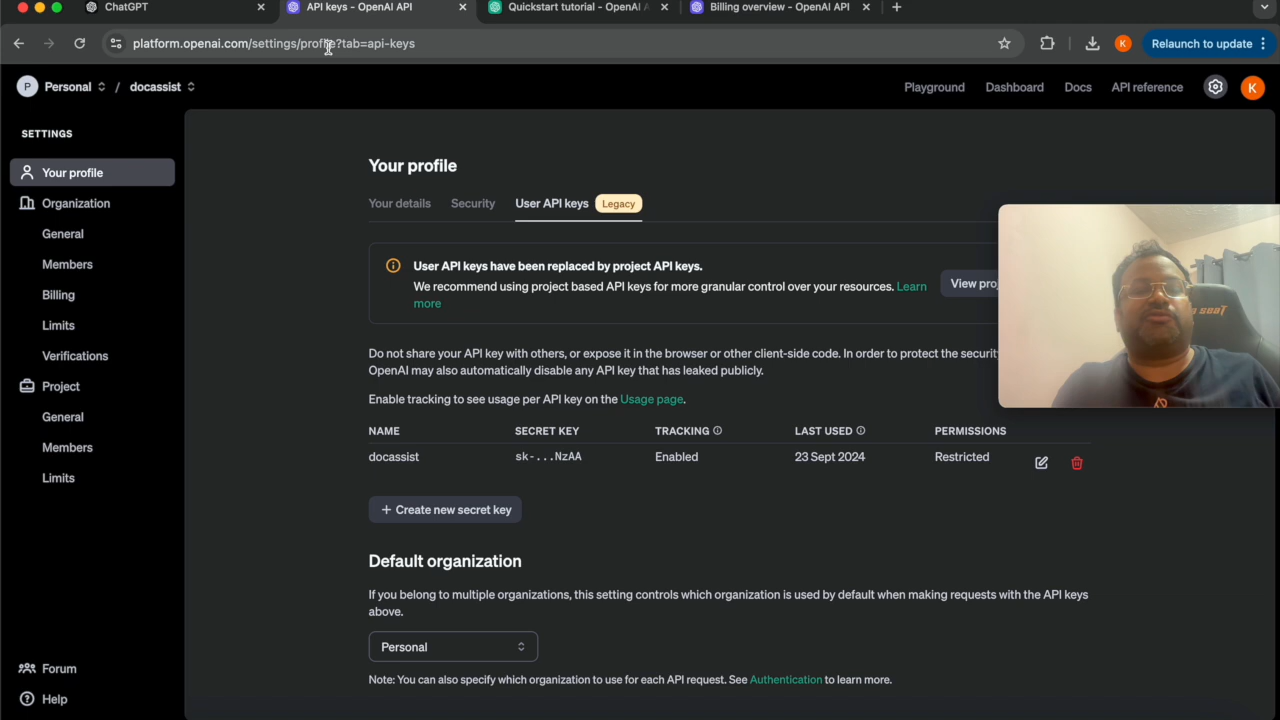 ChatGPT
API keys - OpenAI API
Quickstart tutorial - OpenAI A
Billing overview - OpenAI API
platform.openai.com/settings/profile?tab=api-keys
K
Relaunch to update
P
Personal / docassist
Playground
Dashboard
Docs
API reference
K
SETTINGS
Your profile
Organization
General
Members
Billing
Limits
Verifications
Project
General
Members
Limits
Forum
Help
Your profile
Your details
Security
User API keys
Legacy
User API keys have been replaced by project API keys.
We recommend using project based API keys for more granular control over your resources. Learn
more
View proj
Do not share your API key with others, or expose it in the browser or other client-side code. In order to protect the security
OpenAI may also automatically disable any API key that has leaked publicly.
Enable tracking to see usage per API key on the Usage page.
NAME SECRET KEY TRACKING LAST USED PERMISSIONS
docassist sk-...NzAA Enabled 23 Sept 2024 Restricted
+ Create new secret key
Default organization
If you belong to multiple organizations, this setting controls which organization is used by default when making requests with the API keys
above.
Personal
Note: You can also specify which organization to use for each API request. See Authentication to learn more.